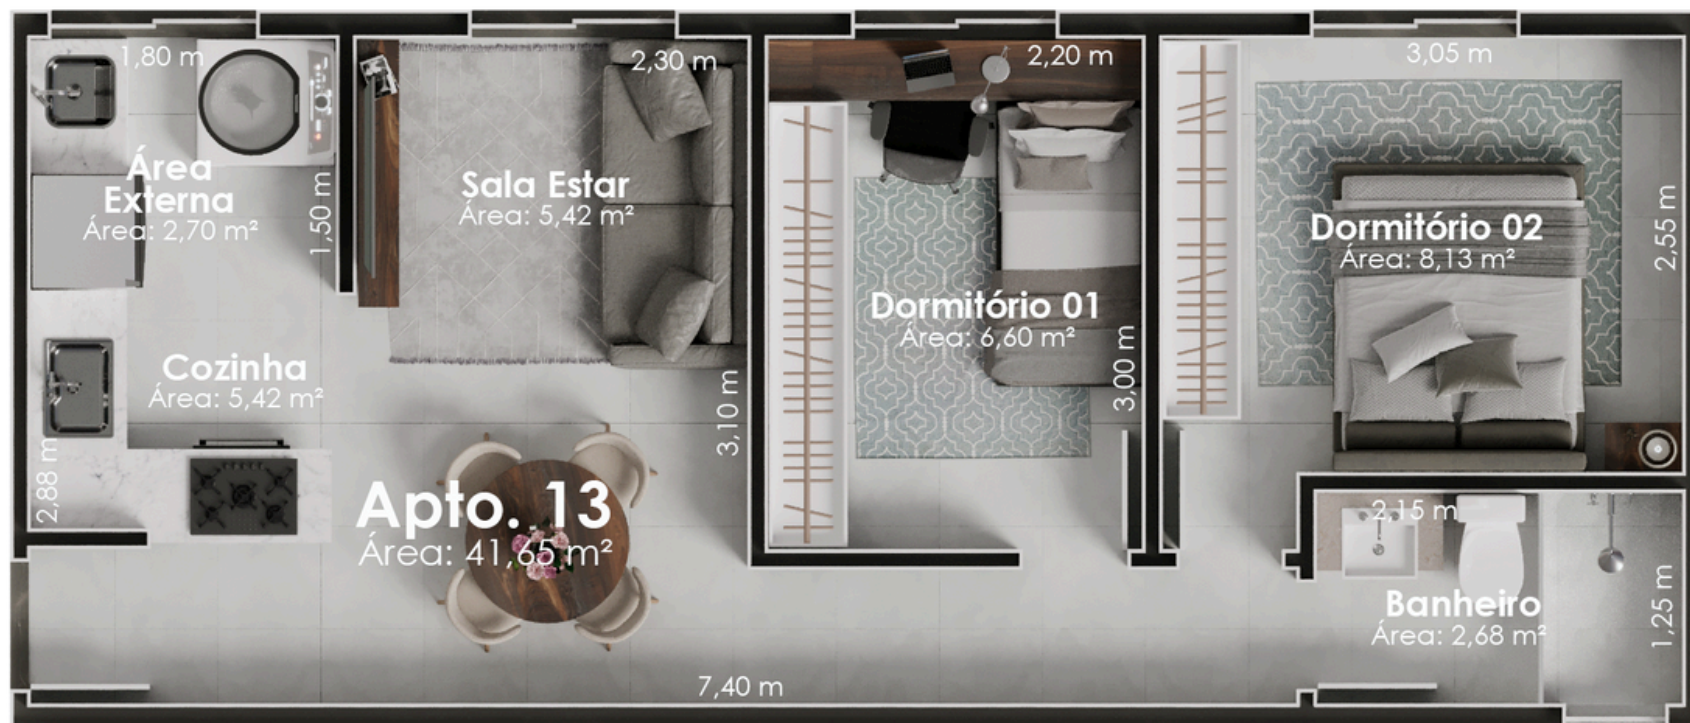 1,80 m
Área
Externa
Área: 2,70 m²
1,50 m
2,30 m
Sala Estar
Área: 5,42 m²
2,20 m
Dormitório 01
Área: 6,60 m²
3,00 m
3,05 m
Dormitório 02
Área: 8,13 m²
2,55 m
Cozinha
Área: 5,42 m²
2,88 m
3,10 m
Apto. 13
Área: 41,65 m²
2,15 m
Banheiro
Área: 2,68 m²
1,25 m
7,40 m